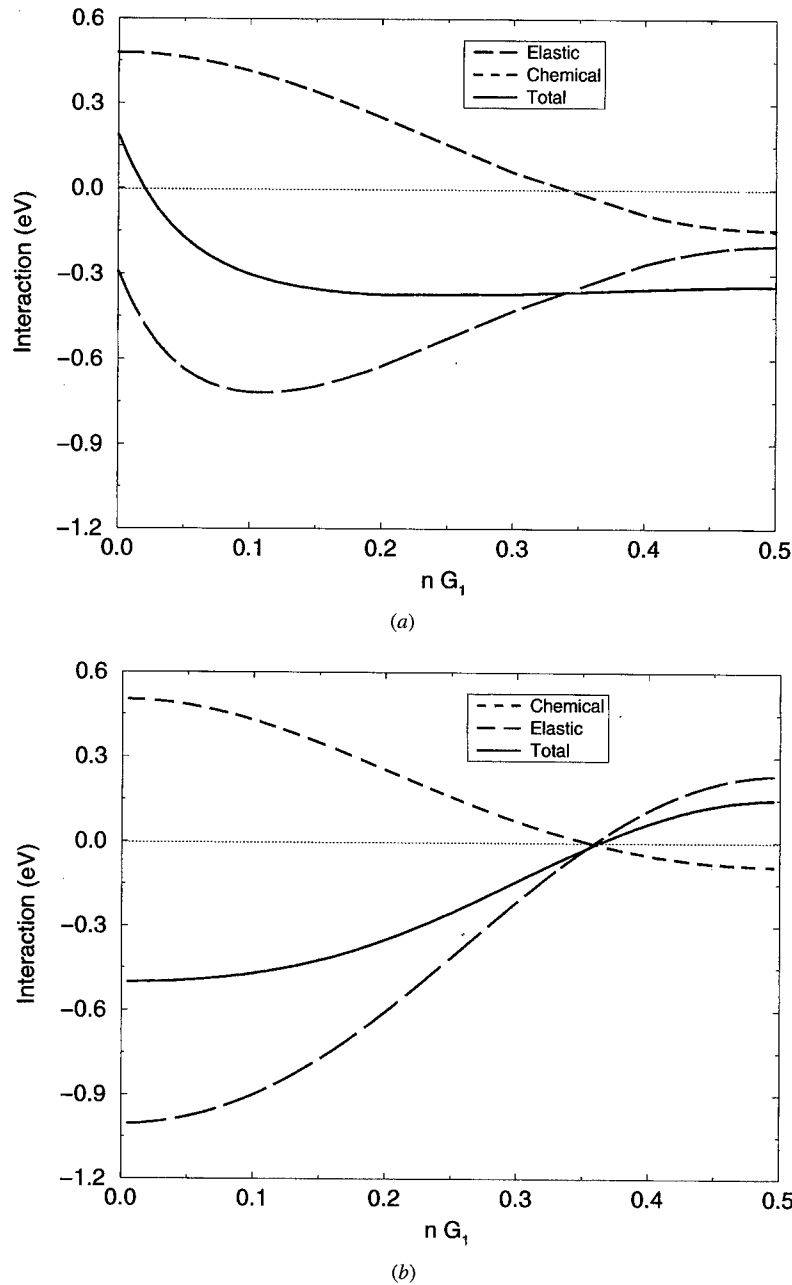 0.6
0.3
0.0
−0.3
−0.6
−0.9
−1.2
Interaction (eV)
Elastic
Chemical
Total
0.0 0.1 0.2 0.3 0.4 0.5
n G₁
(a)
0.6
0.3
0.0
−0.3
−0.6
−0.9
−1.2
Interaction (eV)
Chemical
Elastic
Total
0.0 0.1 0.2 0.3 0.4 0.5
n G₁
(b)